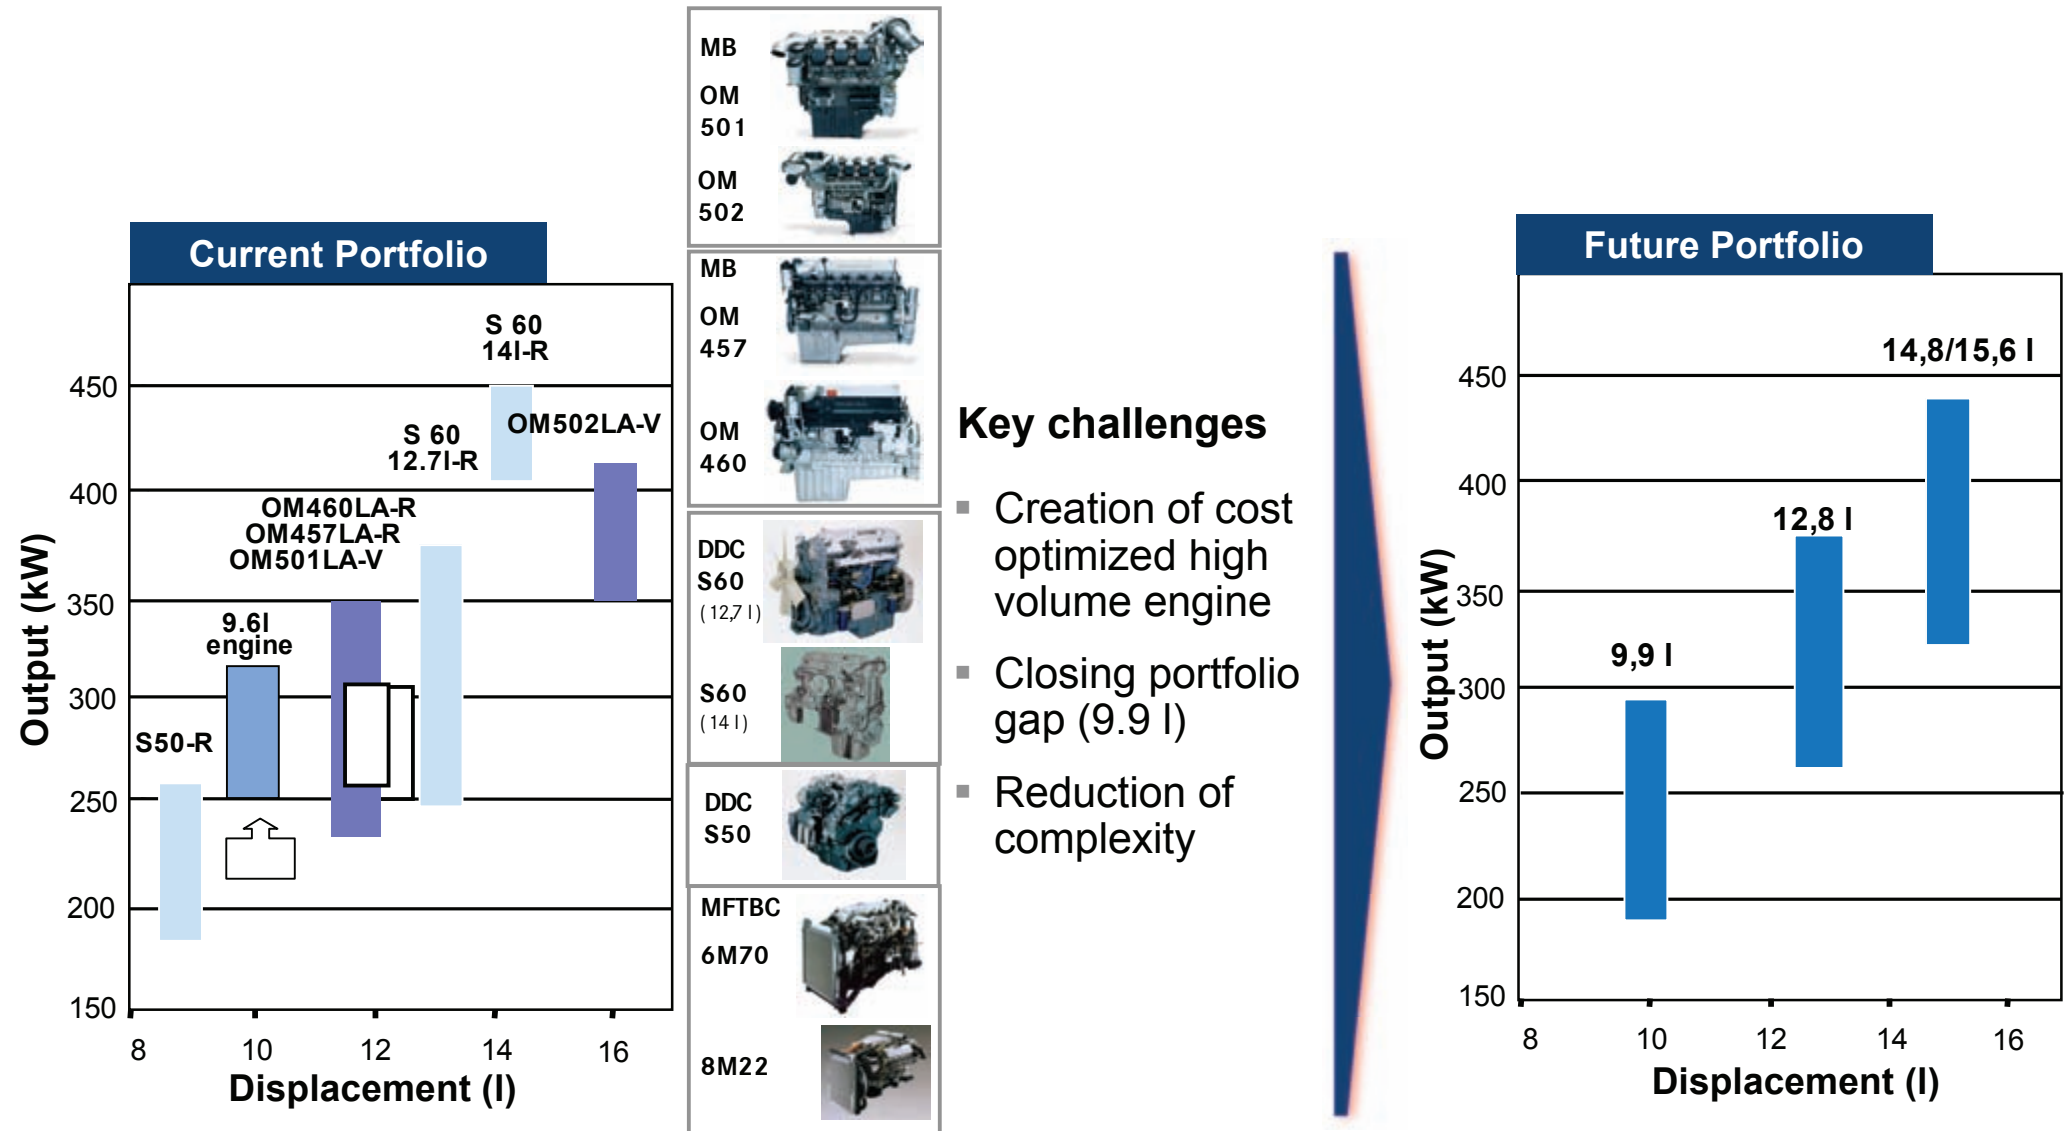 Current Portfolio
Output (kW)
450
400
350
300
250
200
150
8
10
12
14
16
Displacement (l)
S 60
14l-R
OM502LA-V
S 60
12.7l-R
OM460LA-R
OM457LA-R
OM501LA-V
9.6l
engine
S50-R
MB
OM
501
OM
502
MB
OM
457
OM
460
DDC
S60
(12,7 l)
S60
(14 l)
DDC
S50
MFTBC
6M70
8M22
Key challenges
Creation of cost
optimized high
volume engine
Closing portfolio
gap (9.9 l)
Reduction of
complexity
Future Portfolio
Output (kW)
450
400
350
300
250
200
150
8
10
12
14
16
Displacement (l)
14,8/15,6 l
12,8 l
9,9 l